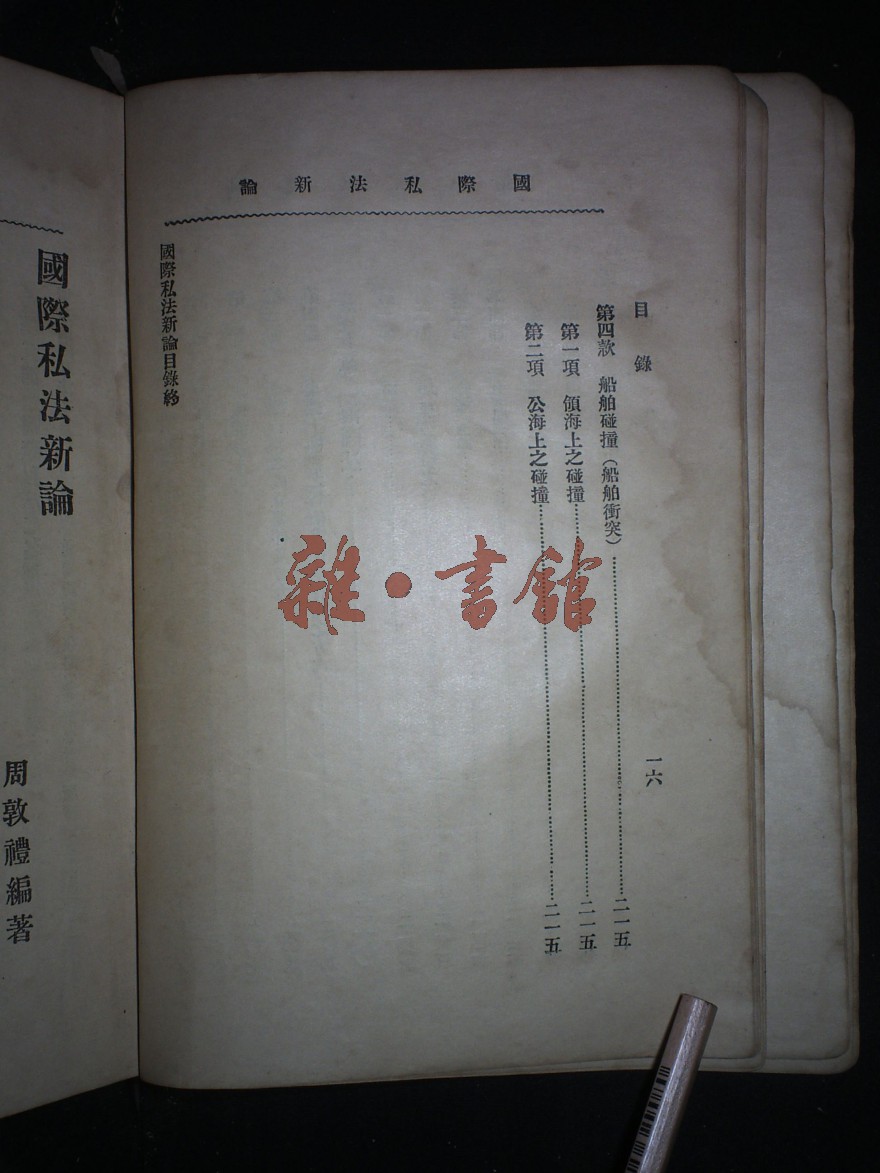 國際私法新論
目錄
一六
第四款 船舶碰撞（船舶衝突）……二一五
第一項 領海上之碰撞……二一五
第二項 公海上之碰撞……二一五
國際私法新論目錄終
雜·書館
國際私法新論
周敦禮編著